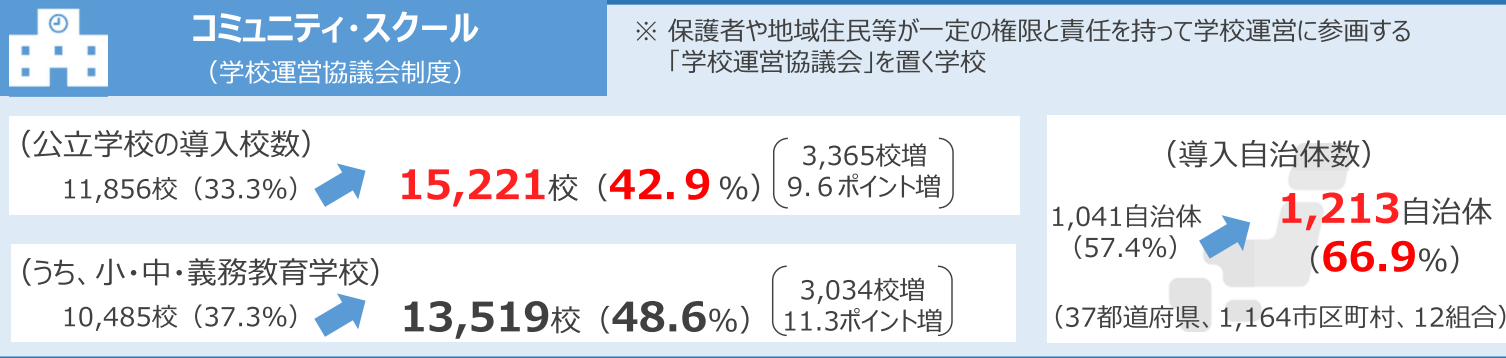 コミュニティ・スクール
（学校運営協議会制度）
※ 保護者や地域住民等が一定の権限と責任を持って学校運営に参画する
「学校運営協議会」を置く学校
（公立学校の導入校数）
11,856校（33.3%） 15,221校（42.９%）
3,365校増
９.６ポイント増
（うち、小・中・義務教育学校）
10,485校（37.3%） 13,519校（48.6%）
3,034校増
11.3ポイント増
（導入自治体数）
1,041自治体
（57.4%）
1,213自治体
（66.9%）
（37都道府県、1,164市区町村、12組合）